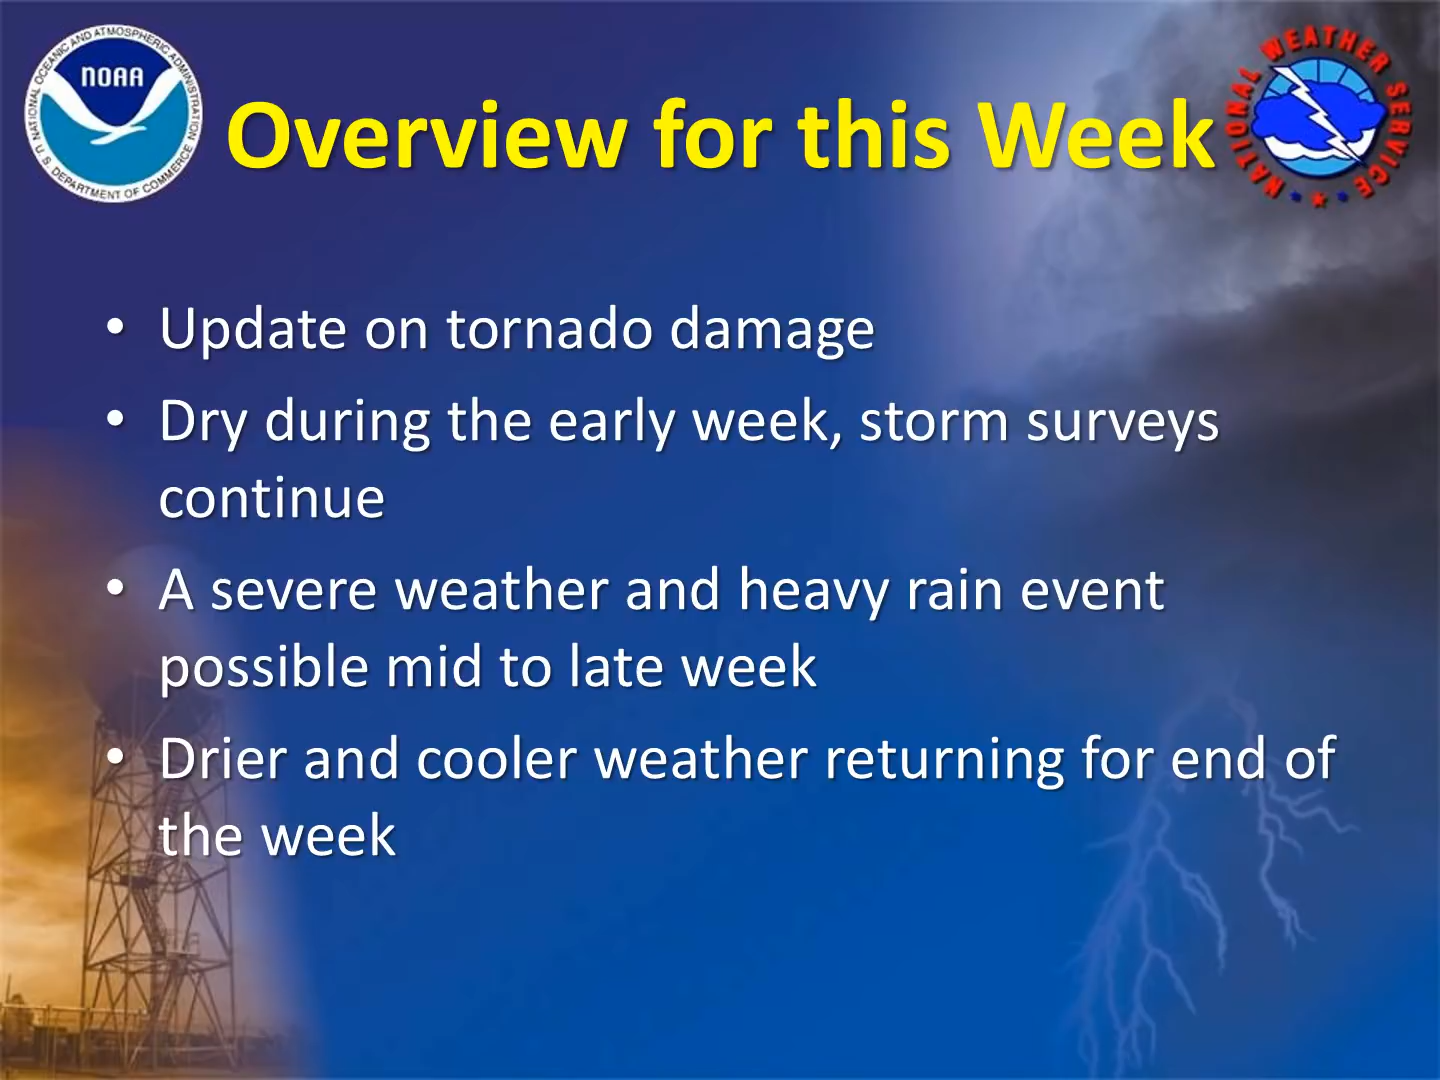 NATIONAL OCEANIC AND ATMOSPHERIC ADMINISTRATION
U.S. DEPARTMENT OF COMMERCE
NOAA
Overview for this Week
NATIONAL WEATHER SERVICE
• Update on tornado damage
• Dry during the early week, storm surveys
continue
• A severe weather and heavy rain event
possible mid to late week
• Drier and cooler weather returning for end of
the week